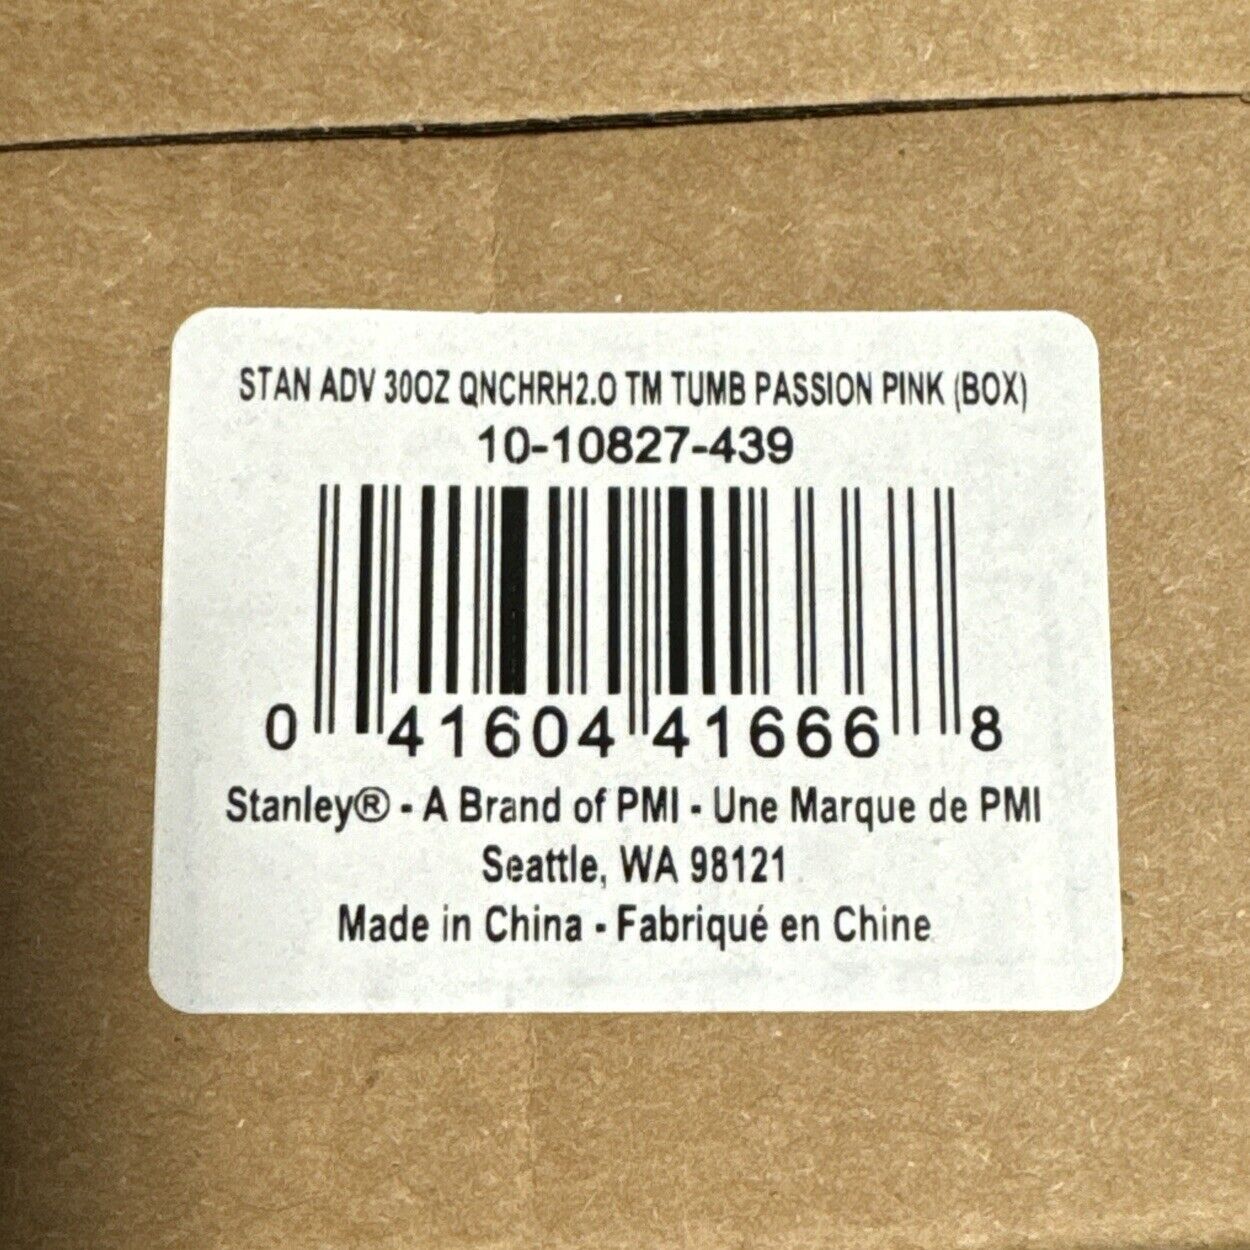 STAN ADV 30OZ QNCHRH2.O TM TUMB PASSION PINK (BOX)
10-10827-439
0 41604 41666 8
Stanley® - A Brand of PMI - Une Marque de PMI
Seattle, WA 98121
Made in China - Fabriqué en Chine